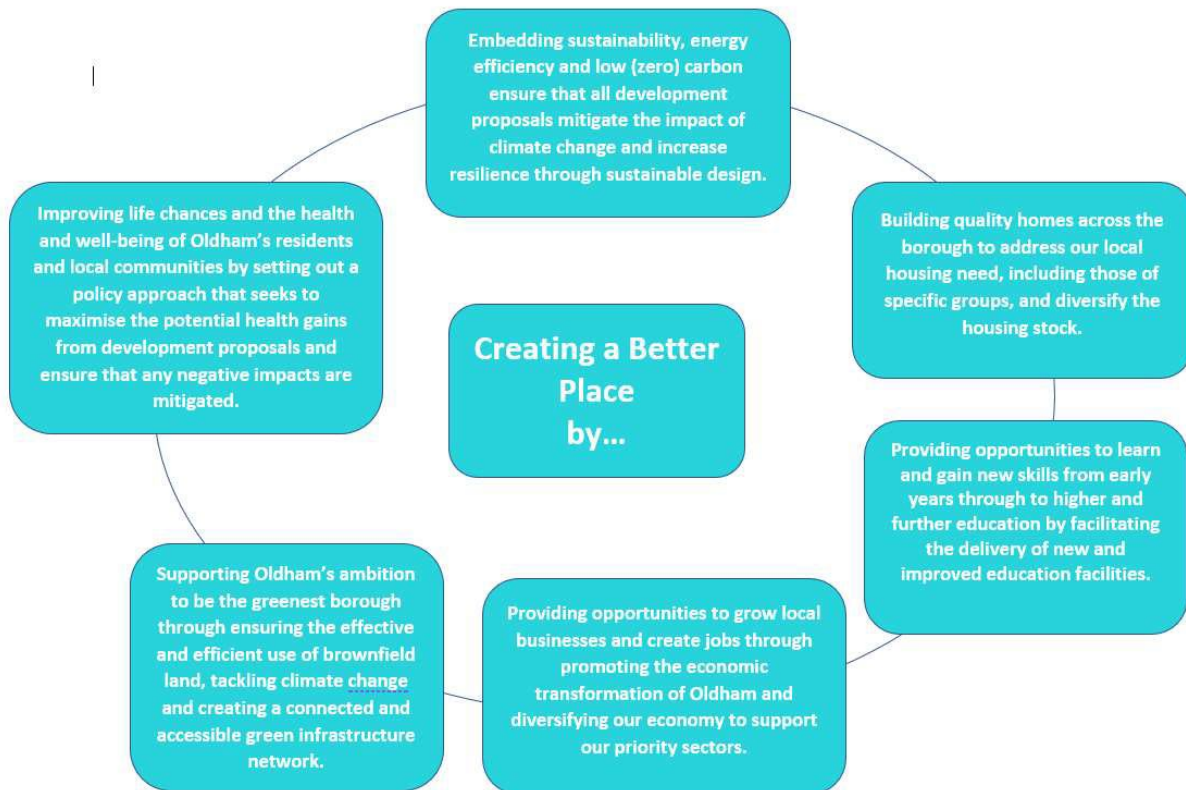 Embedding sustainability, energy
efficiency and low (zero) carbon
ensure that all development
proposals mitigate the impact of
climate change and increase
resilience through sustainable design.
Building quality homes across the
borough to address our local
housing need, including those of
specific groups, and diversify the
housing stock.
Providing opportunities to learn
and gain new skills from early
years through to higher and
further education by facilitating
the delivery of new and
improved education facilities.
Providing opportunities to grow local
businesses and create jobs through
promoting the economic
transformation of Oldham and
diversifying our economy to support
our priority sectors.
Supporting Oldham’s ambition
to be the greenest borough
through ensuring the effective
and efficient use of brownfield
land, tackling climate change
and creating a connected and
accessible green infrastructure
network.
Improving life chances and the health
and well-being of Oldham’s residents
and local communities by setting out a
policy approach that seeks to
maximise the potential health gains
from development proposals and
ensure that any negative impacts are
mitigated.
Creating a Better
Place
by…